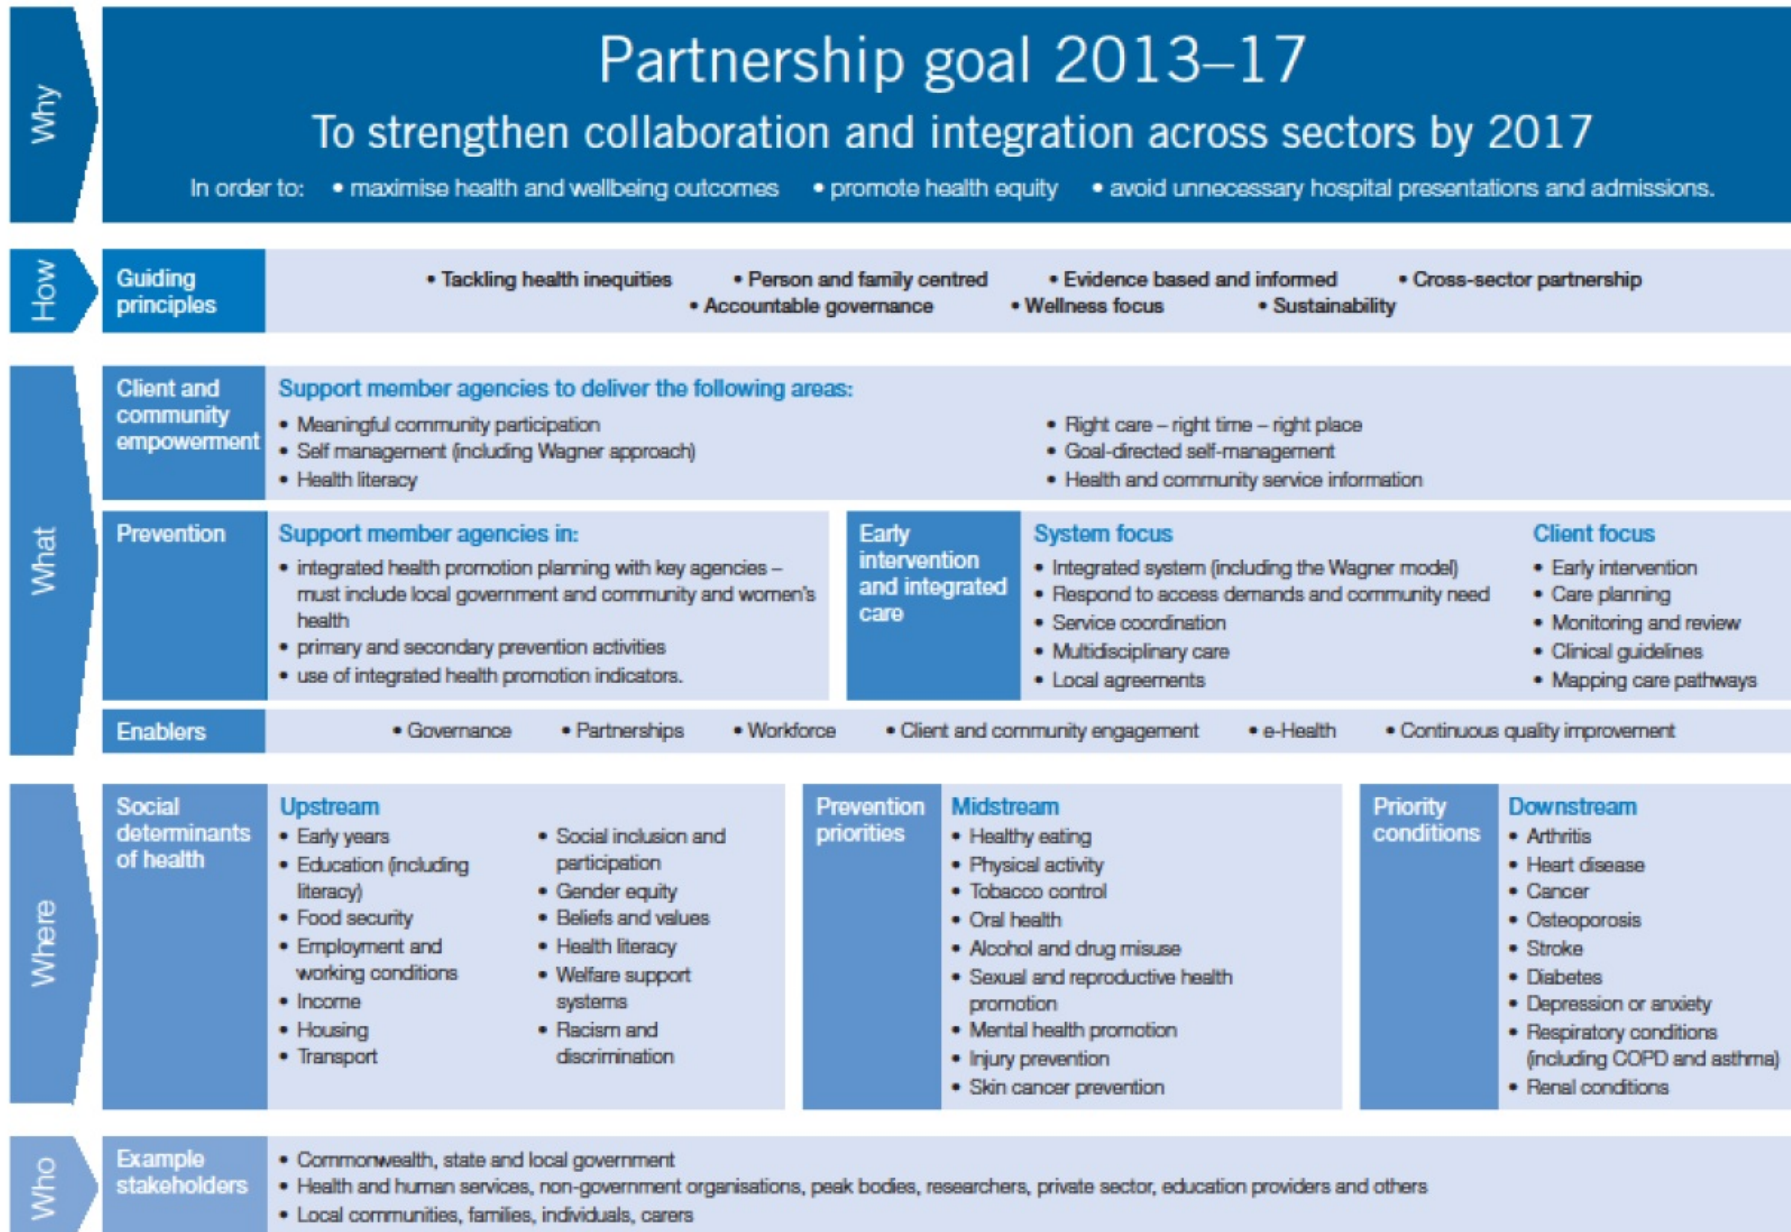 Why
Partnership goal 2013–17
To strengthen collaboration and integration across sectors by 2017
In order to: • maximise health and wellbeing outcomes • promote health equity • avoid unnecessary hospital presentations and admissions.
How
Guiding
principles
• Tackling health inequities • Person and family centred • Evidence based and informed • Cross-sector partnership
• Accountable governance • Wellness focus • Sustainability
What
Client and
community
empowerment
Support member agencies to deliver the following areas:
• Meaningful community participation
• Self management (including Wagner approach)
• Health literacy
• Right care – right time – right place
• Goal-directed self-management
• Health and community service information
Prevention
Support member agencies in:
• integrated health promotion planning with key agencies –
must include local government and community and women's
health
• primary and secondary prevention activities
• use of integrated health promotion indicators.
Early
intervention
and integrated
care
System focus
• Integrated system (including the Wagner model)
• Respond to access demands and community need
• Service coordination
• Multidisciplinary care
• Local agreements
Client focus
• Early intervention
• Care planning
• Monitoring and review
• Clinical guidelines
• Mapping care pathways
Enablers
• Governance • Partnerships • Workforce • Client and community engagement • e-Health • Continuous quality improvement
Where
Social
determinants
of health
Upstream
• Early years
• Education (including
literacy)
• Food security
• Employment and
working conditions
• Income
• Housing
• Transport
• Social inclusion and
participation
• Gender equity
• Beliefs and values
• Health literacy
• Welfare support
systems
• Racism and
discrimination
Prevention
priorities
Midstream
• Healthy eating
• Physical activity
• Tobacco control
• Oral health
• Alcohol and drug misuse
• Sexual and reproductive health
promotion
• Mental health promotion
• Injury prevention
• Skin cancer prevention
Priority
conditions
Downstream
• Arthritis
• Heart disease
• Cancer
• Osteoporosis
• Stroke
• Diabetes
• Depression or anxiety
• Respiratory conditions
(including COPD and asthma)
• Renal conditions
Who
Example
stakeholders
• Commonwealth, state and local government
• Health and human services, non-government organisations, peak bodies, researchers, private sector, education providers and others
• Local communities, families, individuals, carers